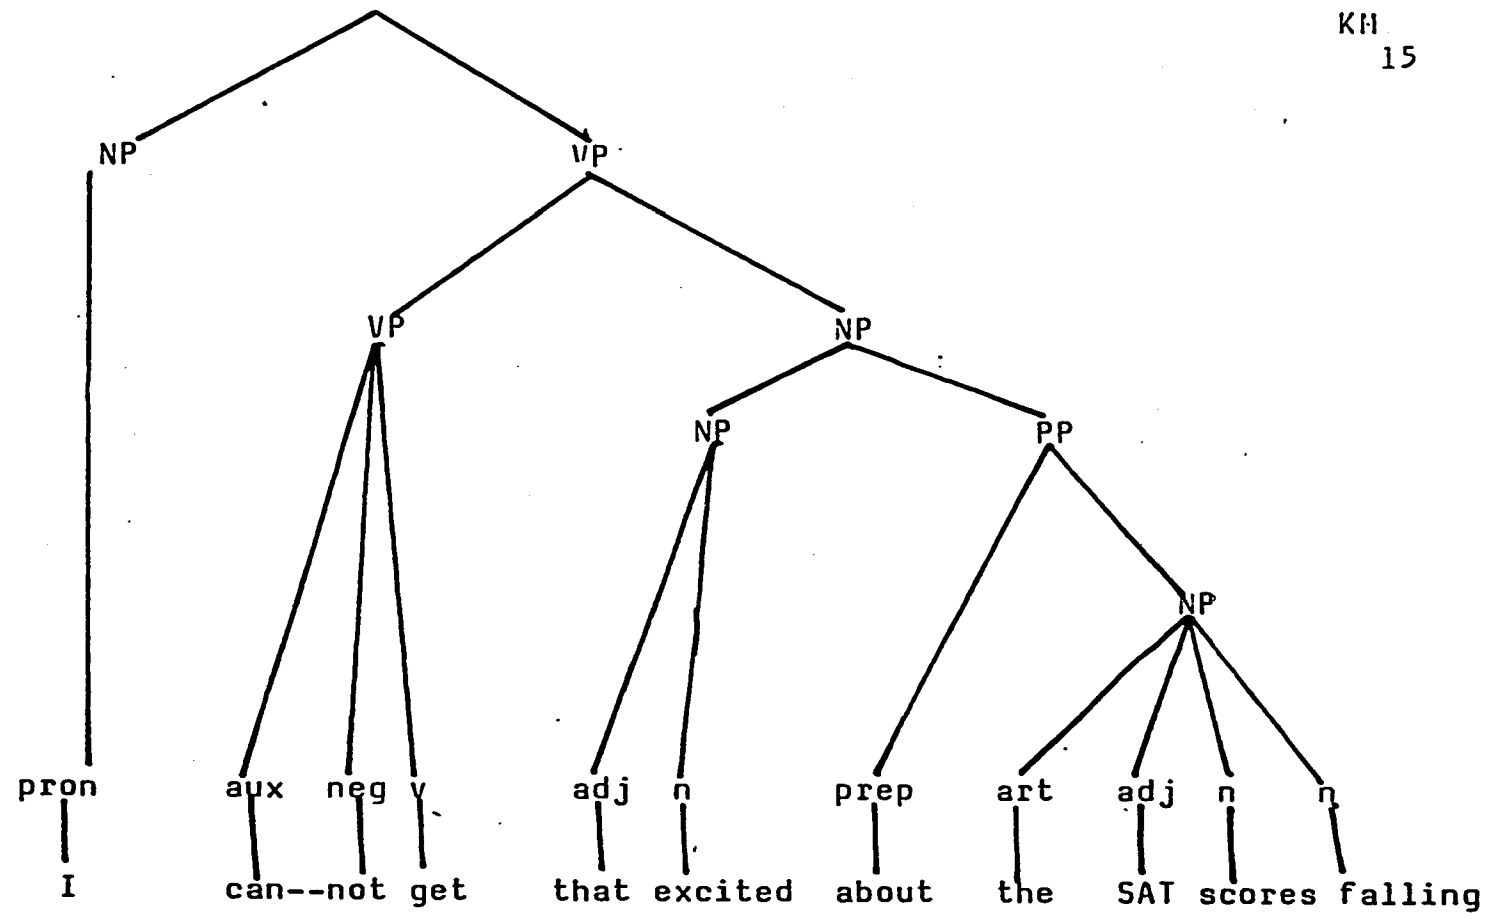 KH
15
NP VP
VP NP
NP PP
NP
pron aux neg v adj n prep art adj n n
I can--not get that excited about the SAT scores falling